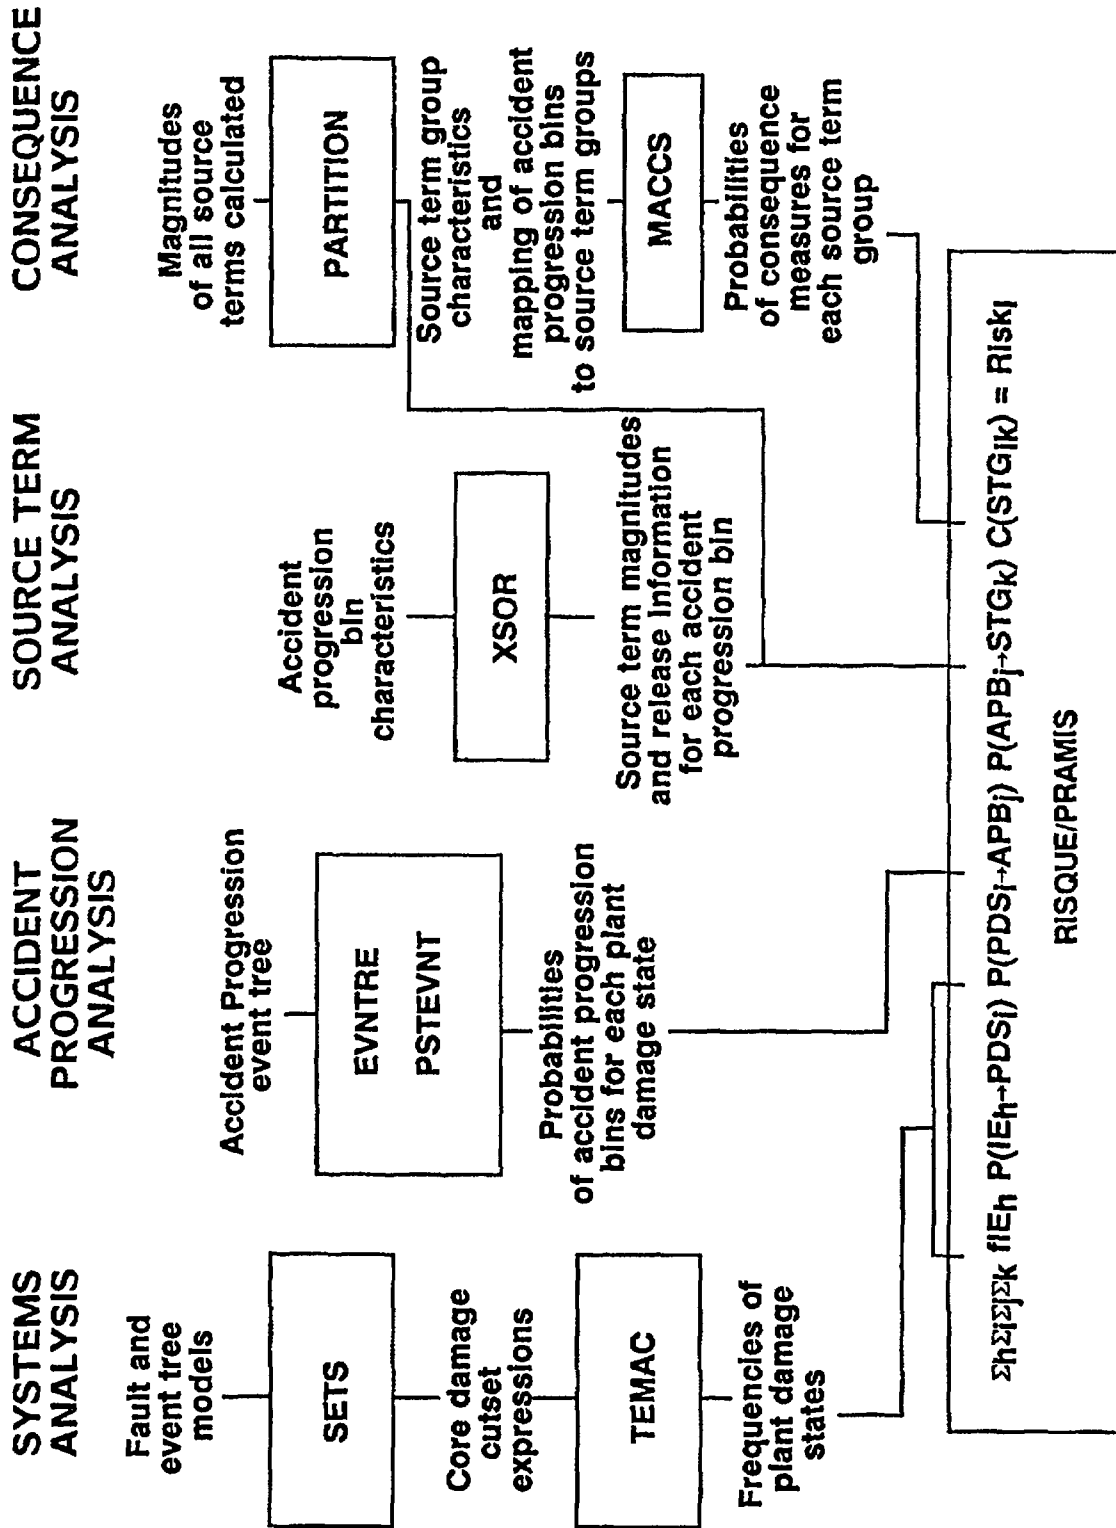 SYSTEMS
ANALYSIS
Fault and
event tree
models
SETS
Core damage
cutset
expressions
TEMAC
Frequencies of
plant damage
states
ACCIDENT
PROGRESSION
ANALYSIS
Accident Progression
event tree
EVNTRE
PSTEVNT
Probabilities
of accident progression
bins for each plant
damage state
SOURCE TERM
ANALYSIS
Accident
progression
bin
characteristics
XSOR
Source term magnitudes
and release Information
for each accident
progression bin
CONSEQUENCE
ANALYSIS
Magnitudes
of all source
terms calculated
PARTITION
Source term group
characteristics
and
mapping of accident
progression bins
to source term groups
MACCS
Probabilities
of consequence
measures for
each source term
group
ΣhΣiΣjΣk fIEh P(IEh→PDSi) P(PDSi→APBj) P(APBj→STGk) C(STGlk) = Riskl
RISQUE/PRAMIS